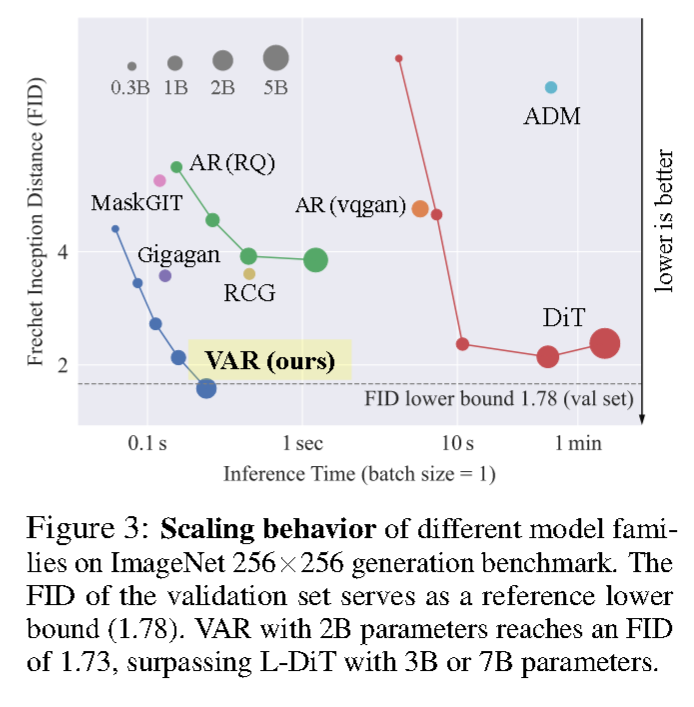 0.3B 1B 2B 5B
Frechet Inception Distance (FID)
lower is better
ADM
AR (RQ)
MaskGIT
AR (vqgan)
4
Gigagan
RCG
DiT
2
VAR (ours)
FID lower bound 1.78 (val set)
0.1 s 1 sec 10 s 1 min
Inference Time (batch size = 1)
Figure 3: Scaling behavior of different model fami-
lies on ImageNet 256×256 generation benchmark. The
FID of the validation set serves as a reference lower
bound (1.78). VAR with 2B parameters reaches an FID
of 1.73, surpassing L-DiT with 3B or 7B parameters.